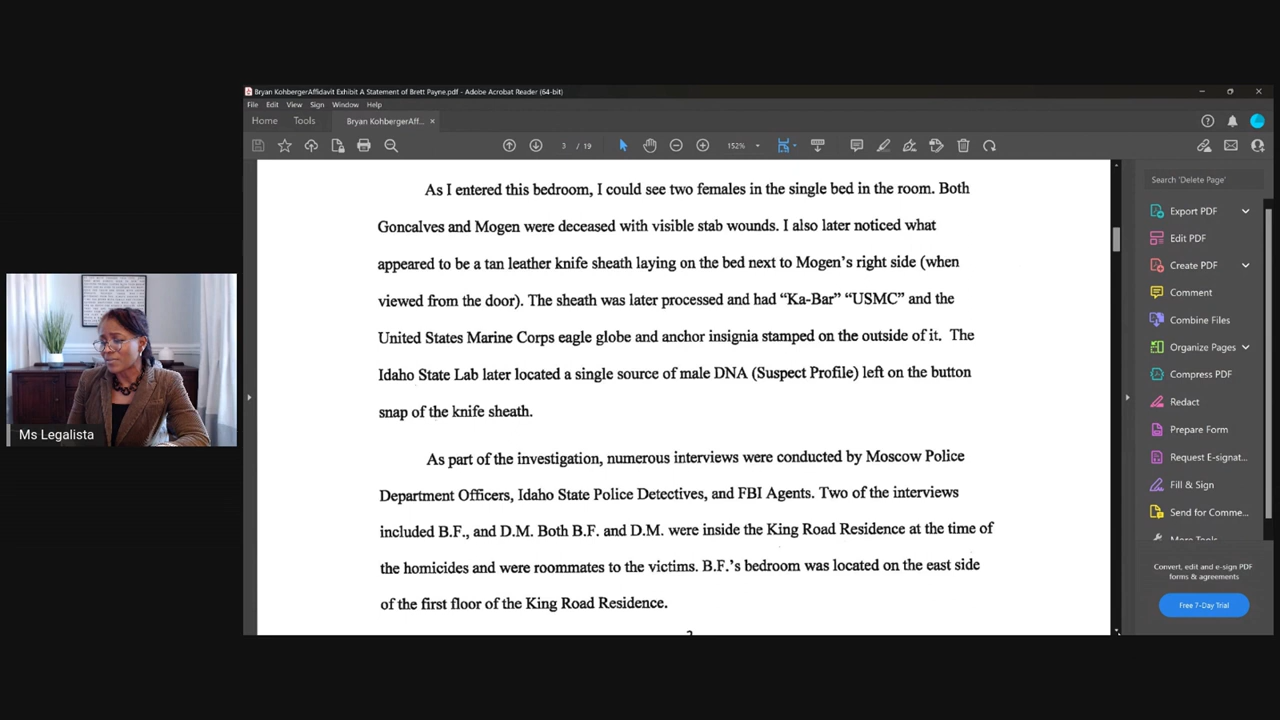 Bryan KohbergerAffidavit Exhibit A Statement of Brett Payne.pdf - Adobe Acrobat Reader (64-bit)
File Edit View Sign Window Help
Home Tools Bryan KohbergerAff... ×
3 / 19 152%
As I entered this bedroom, I could see two females in the single bed in the room. Both
Goncalves and Mogen were deceased with visible stab wounds. I also later noticed what
appeared to be a tan leather knife sheath laying on the bed next to Mogen's right side (when
viewed from the door). The sheath was later processed and had "Ka-Bar" "USMC" and the
United States Marine Corps eagle globe and anchor insignia stamped on the outside of it. The
Idaho State Lab later located a single source of male DNA (Suspect Profile) left on the button
snap of the knife sheath.
As part of the investigation, numerous interviews were conducted by Moscow Police
Department Officers, Idaho State Police Detectives, and FBI Agents. Two of the interviews
included B.F., and D.M. Both B.F. and D.M. were inside the King Road Residence at the time of
the homicides and were roommates to the victims. B.F.'s bedroom was located on the east side
of the first floor of the King Road Residence.
Search 'Delete Page'
Export PDF
Edit PDF
Create PDF
Comment
Combine Files
Organize Pages
Compress PDF
Redact
Prepare Form
Request E-signat...
Fill & Sign
Send for Comme...
More Tools
Convert, edit and e-sign PDF
forms & agreements
Free 7-Day Trial
Ms Legalista